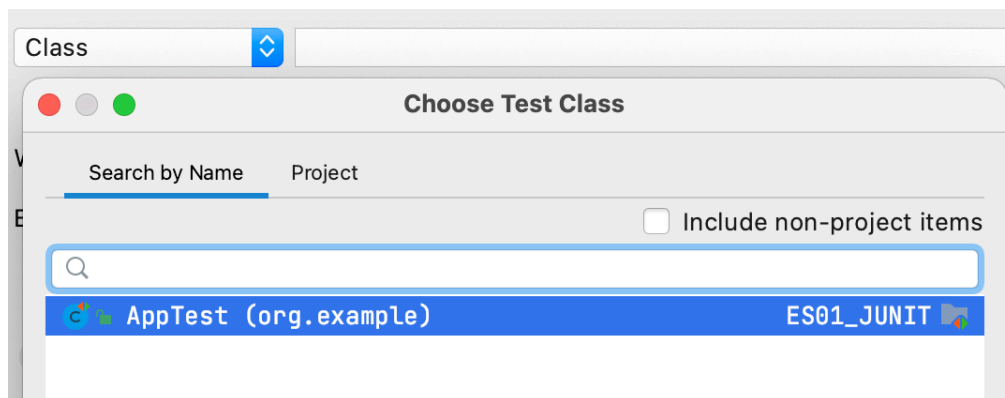 Class
Choose Test Class
Search by Name Project
Include non-project items
AppTest (org.example) ES01_JUNIT